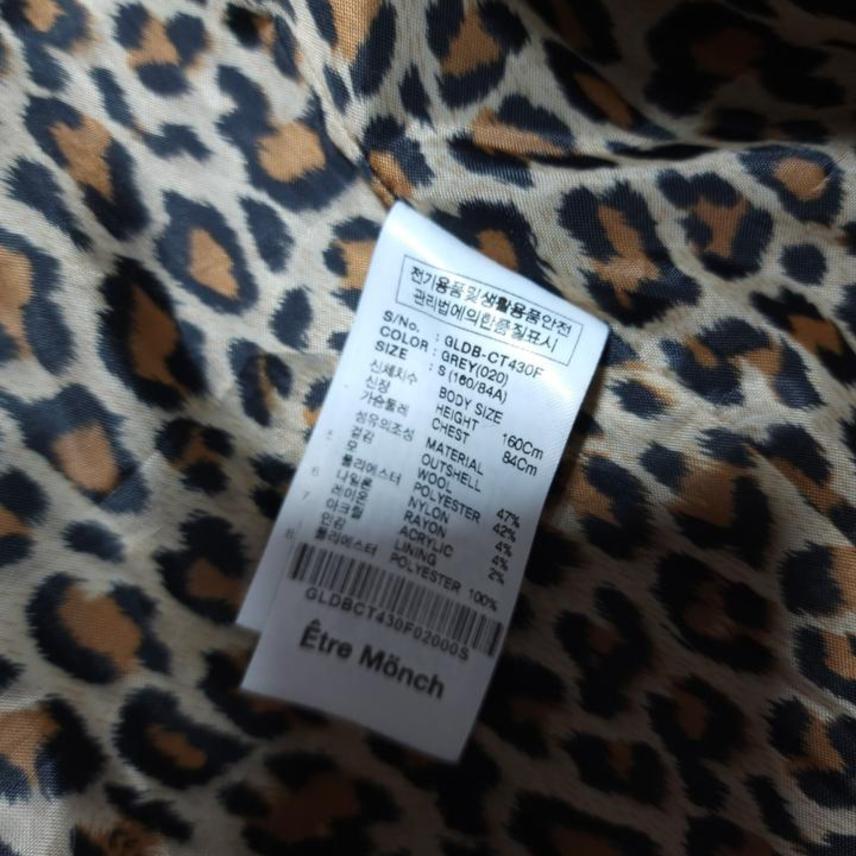 전기용품및생활용품안전
관리법에의한품질표시
S/No. : GLDB-CT430F
COLOR : GREY(020)
SIZE : S (160/84A)
신체치수 BODY SIZE
신장 HEIGHT 160Cm
가슴둘레 CHEST 84Cm
섬유의조성 MATERIAL
겉감 OUTSHELL
모 WOOL 47%
폴리에스터 POLYESTER 42%
나일론 NYLON 4%
레이온 RAYON 4%
아크릴 ACRYLIC 2%
안감 LINING
폴리에스터 POLYESTER 100%
GLDBCT430F02000S
Être Mönch